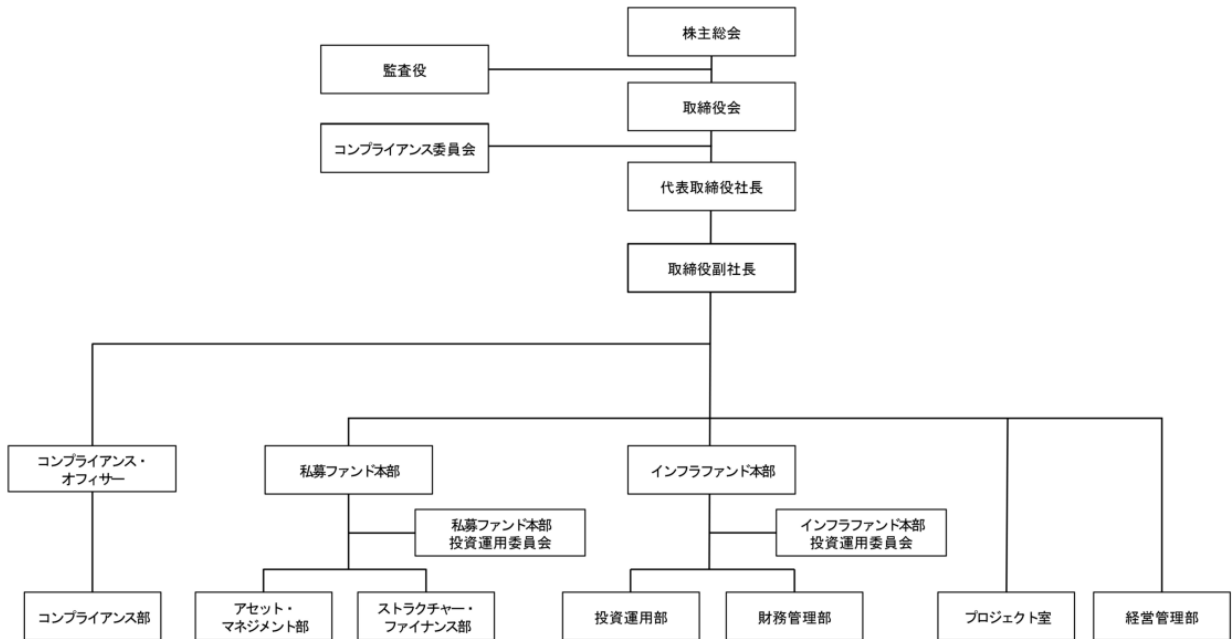 株主総会
監査役
取締役会
コンプライアンス委員会
代表取締役社長
取締役副社長
コンプライアンス・
オフィサー
私募ファンド本部
インフラファンド本部
私募ファンド本部
投資運用委員会
インフラファンド本部
投資運用委員会
コンプライアンス部
アセット・
マネジメント部
ストラクチャー・
ファイナンス部
投資運用部
財務管理部
プロジェクト室
経営管理部